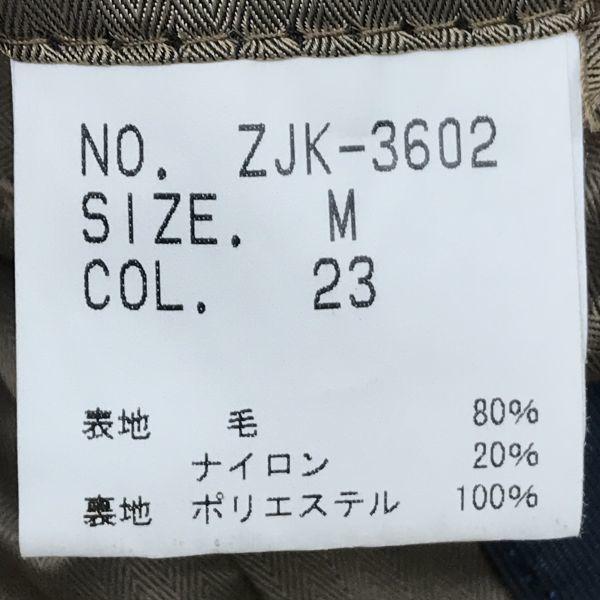 NO. ZJK-3602
SIZE. M
COL. 23
表地 毛 80%
ナイロン 20%
裏地 ポリエステル 100%